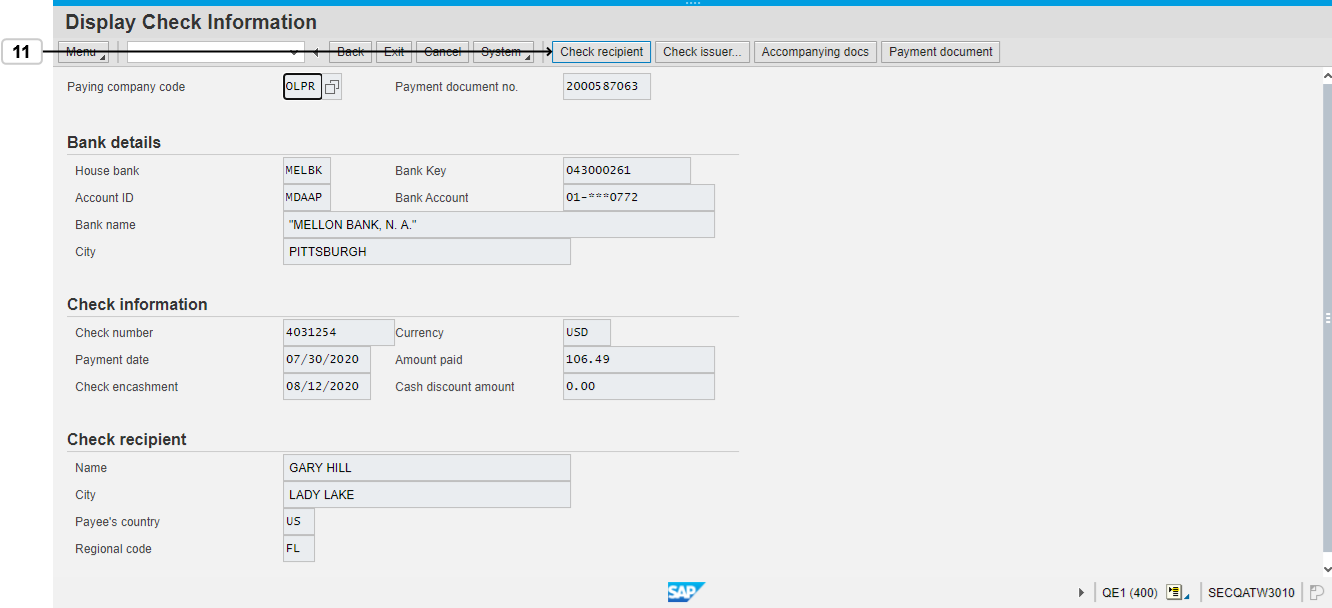 Display Check Information
11
Menu Back Exit Cancel System Check recipient Check issuer... Accompanying docs Payment document
Paying company code OLPR Payment document no. 2000587063
Bank details
House bank MELBK Bank Key 043000261
Account ID MDAAP Bank Account 01-***0772
Bank name "MELLON BANK, N. A."
City PITTSBURGH
Check information
Check number 4031254 Currency USD
Payment date 07/30/2020 Amount paid 106.49
Check encashment 08/12/2020 Cash discount amount 0.00
Check recipient
Name GARY HILL
City LADY LAKE
Payee's country US
Regional code FL
SAP QE1 (400) SECQATW3010